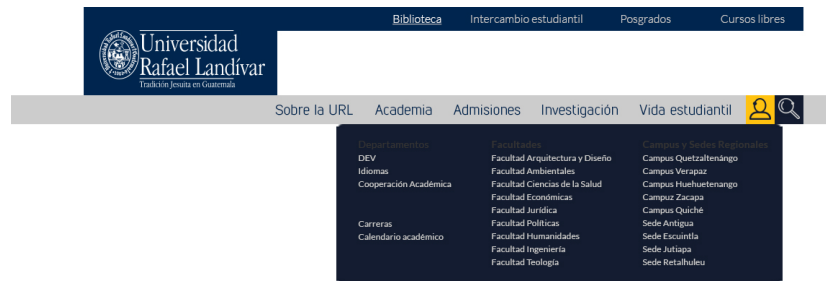 Biblioteca Intercambio estudiantil Posgrados Cursos libres
Universidad
Rafael Landívar
Tradición Jesuita en Guatemala
Sobre la URL Academia Admisiones Investigación Vida estudiantil
Departamentos Facultades Campus y Sedes Regionales
DEV Facultad Arquitectura y Diseño Campus Quetzaltenángo
Idiomas Facultad Ambientales Campus Verapaz
Cooperación Académica Facultad Ciencias de la Salud Campus Huehuetenango
Facultad Económicas Campuz Zacapa
Facultad Jurídica Campus Quiché
Carreras Facultad Políticas Sede Antigua
Calendario académico Facultad Humanidades Sede Escuintla
Facultad Ingeniería Sede Jutiapa
Facultad Teología Sede Retalhuleu